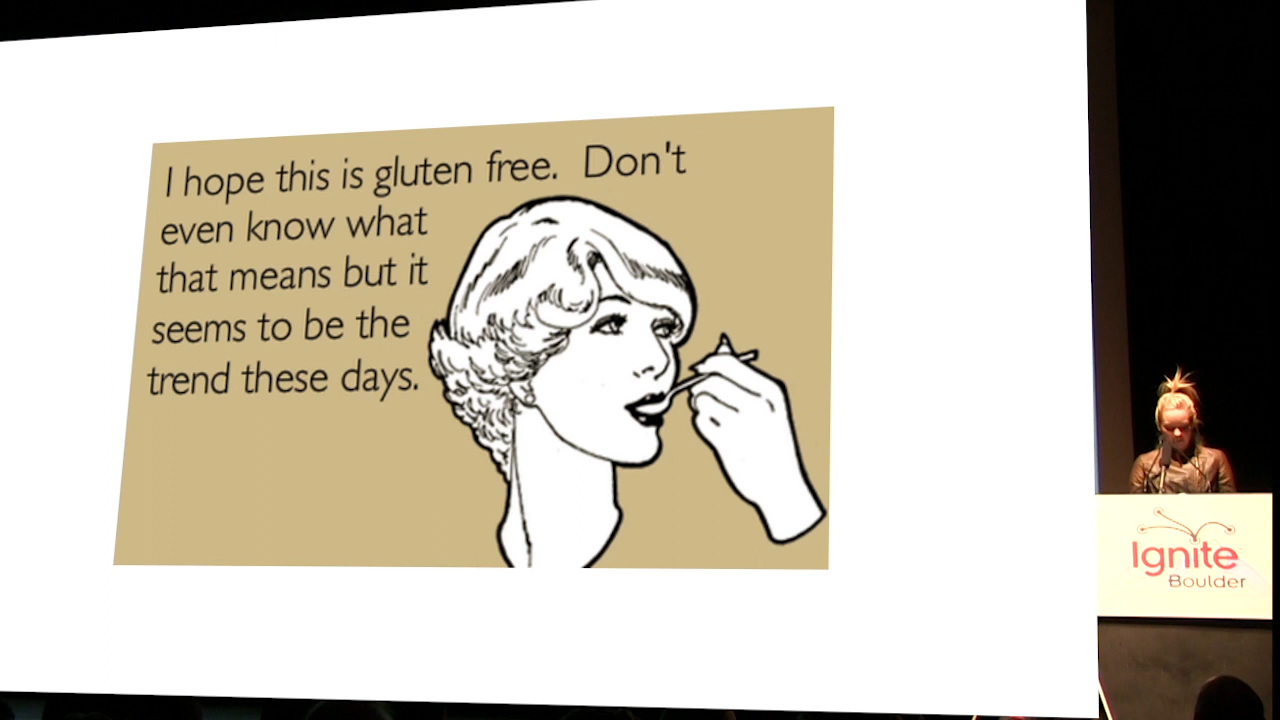 I hope this is gluten free. Don't
even know what
that means but it
seems to be the
trend these days.
Ignite
Boulder